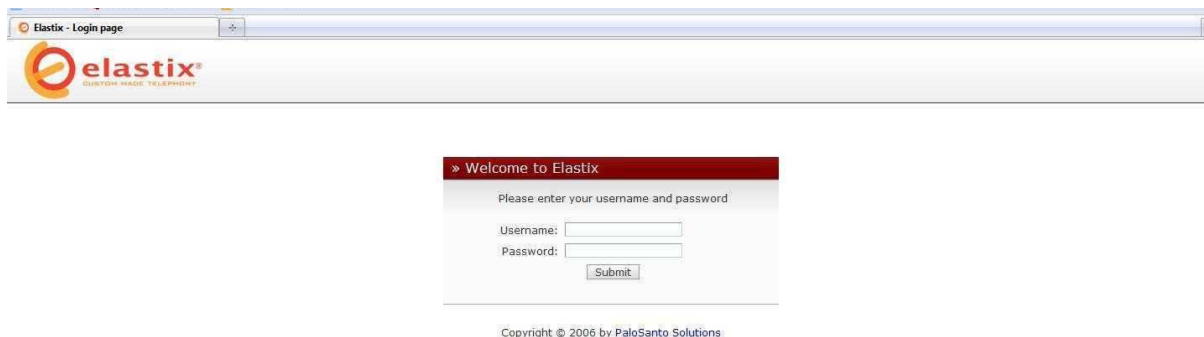 Elastix - Login page
elastix®
CUSTOM MADE TELEPHONY
» Welcome to Elastix
Please enter your username and password
Username:
Password:
Submit
Copyright © 2006 by PaloSanto Solutions